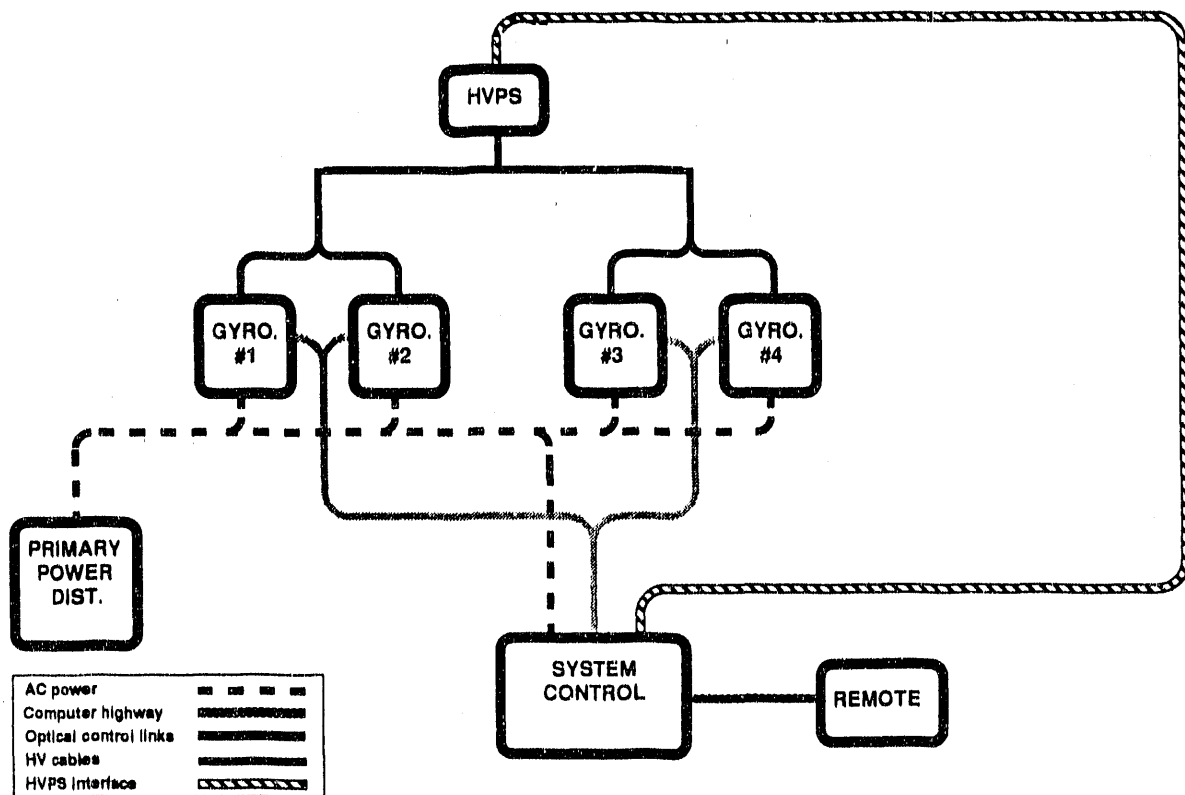 HVPS
GYRO.
#1
GYRO.
#2
GYRO.
#3
GYRO.
#4
PRIMARY
POWER
DIST.
SYSTEM
CONTROL
REMOTE
AC power
Computer highway
Optical control links
HV cables
HVPS interface